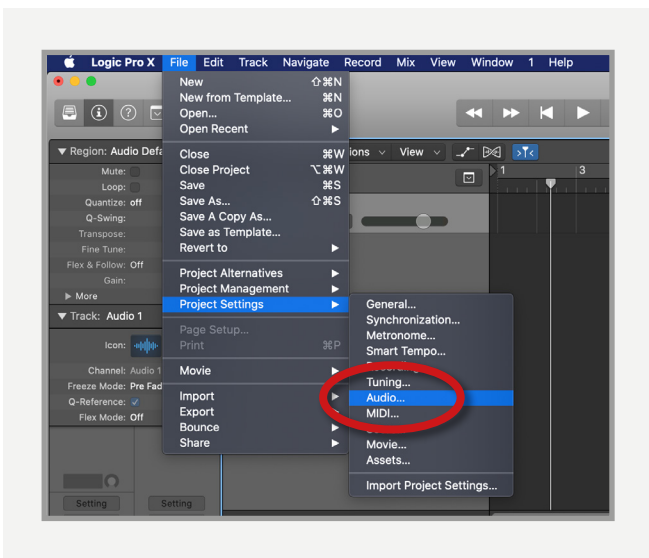 Logic Pro X File Edit Track Navigate Record Mix View Window 1 Help
New ⇧⌘N
New from Template... ⌘N
Open... ⌘O
Open Recent ▶
Close ⌘W
Close Project ⌥⌘W
Save ⌘S
Save As... ⇧⌘S
Save A Copy As...
Save as Template...
Revert to ▶
Project Alternatives ▶
Project Management ▶
Project Settings ▶
Page Setup...
Print ⌘P
Movie ▶
Import ▶
Export ▶
Bounce ▶
Share ▶
General...
Synchronization...
Metronome...
Smart Tempo...
Tuning...
Audio...
MIDI...
Movie...
Assets...
Import Project Settings...
Region: Audio Defa
Mute:
Loop:
Quantize: off
Q-Swing:
Transpose:
Fine Tune:
Flex & Follow: Off
Gain:
More
Track: Audio 1
Icon:
Channel: Audio 1
Freeze Mode: Pre Fad
Q-Reference:
Flex Mode: Off
Setting Setting
ions View
1 3